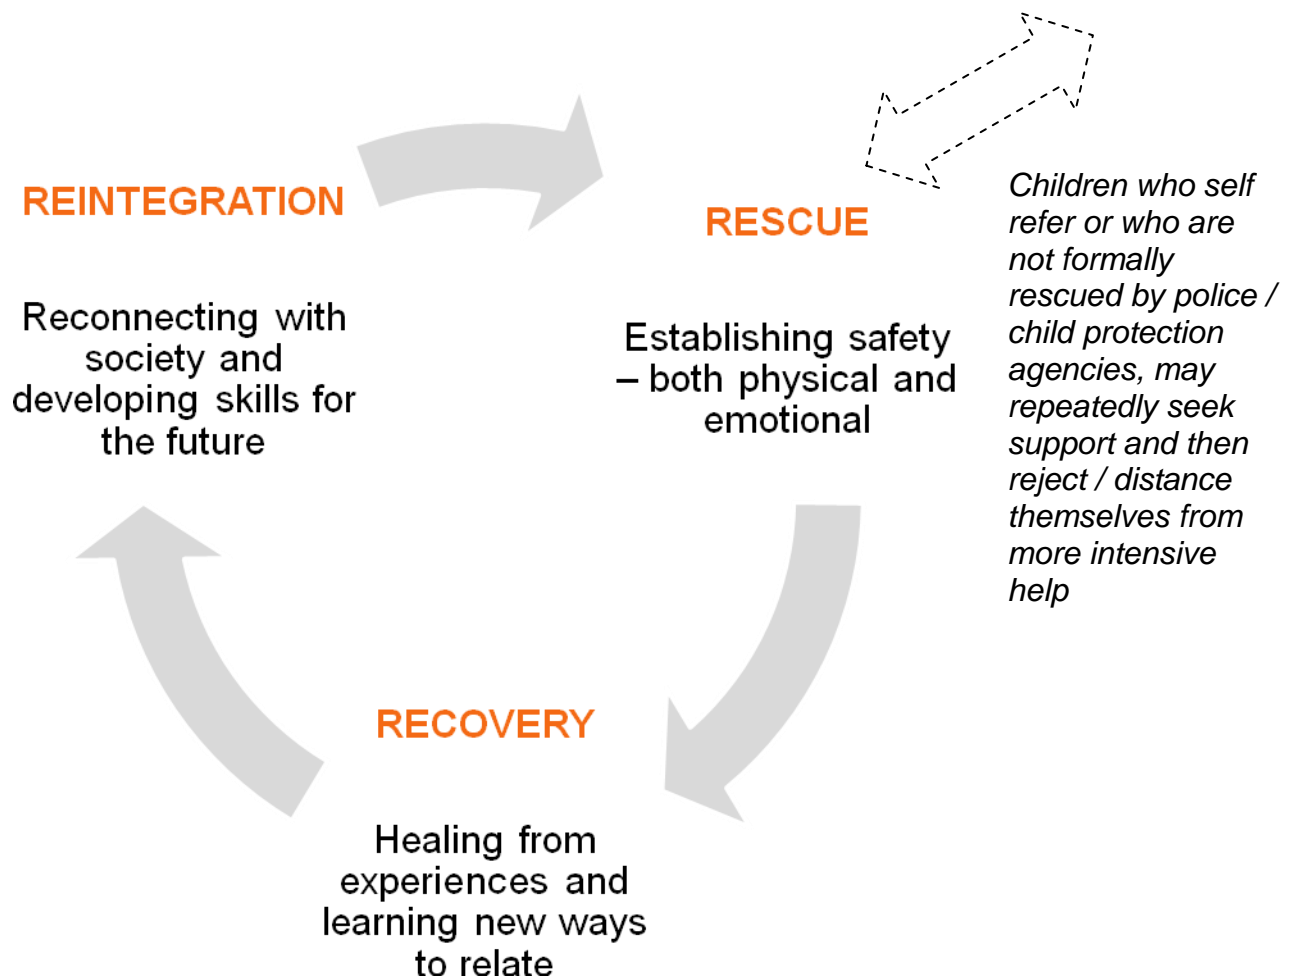 REINTEGRATION
Reconnecting with
society and
developing skills for
the future
RESCUE
Establishing safety
– both physical and
emotional
Children who self
refer or who are
not formally
rescued by police /
child protection
agencies, may
repeatedly seek
support and then
reject / distance
themselves from
more intensive
help
RECOVERY
Healing from
experiences and
learning new ways
to relate